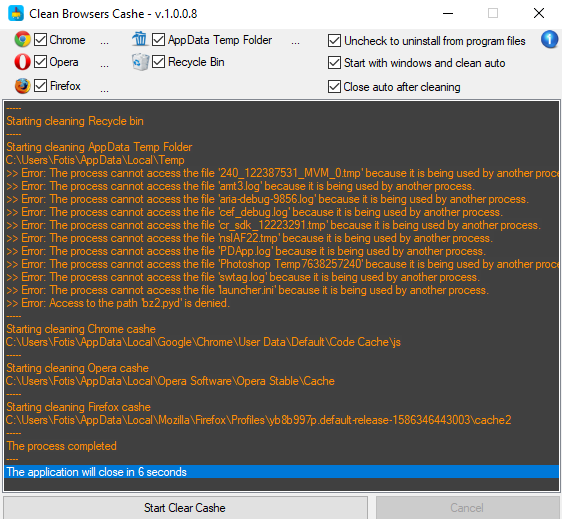 Clean Browsers Cashe - v.1.0.0.8
Chrome ... AppData Temp Folder ... Uncheck to uninstall from program files
Opera ... Recycle Bin Start with windows and clean auto
Firefox ... Close auto after cleaning
-----
Starting cleaning Recycle bin
-----
Starting cleaning AppData Temp Folder
C:\Users\Fotis\AppData\Local\Temp
>> Error: The process cannot access the file '240_122387531_MVM_0.tmp' because it is being used by another proce
>> Error: The process cannot access the file 'amt3.log' because it is being used by another process.
>> Error: The process cannot access the file 'aria-debug-9856.log' because it is being used by another process.
>> Error: The process cannot access the file 'cef_debug.log' because it is being used by another process.
>> Error: The process cannot access the file 'cr_sdk_12223291.tmp' because it is being used by another process.
>> Error: The process cannot access the file 'nslAF22.tmp' because it is being used by another process.
>> Error: The process cannot access the file 'PDApp.log' because it is being used by another process.
>> Error: The process cannot access the file 'Photoshop Temp7638257240' because it is being used by another proce
>> Error: The process cannot access the file 'swtag.log' because it is being used by another process.
>> Error: The process cannot access the file 'launcher.ini' because it is being used by another process.
>> Error: Access to the path 'bz2.pyd' is denied.
-----
Starting cleaning Chrome cashe
C:\Users\Fotis\AppData\Local\Google\Chrome\User Data\Default\Code Cache\js
-----
Starting cleaning Opera cashe
C:\Users\Fotis\AppData\Local\Opera Software\Opera Stable\Cache
-----
Starting cleaning Firefox cashe
C:\Users\Fotis\AppData\Local\Mozilla\Firefox\Profiles\yb8b997p.default-release-1586346443003\cache2
-----
The process completed
----
The application will close in 6 seconds
Start Clear Cashe Cancel